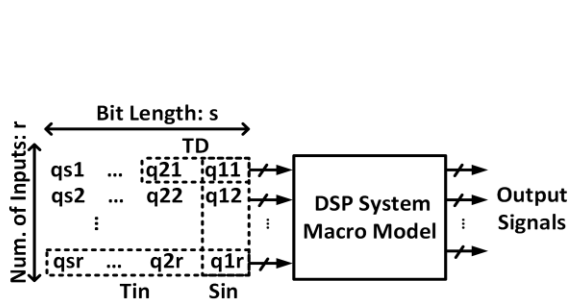 Bit Length: s
TD
Num. of Inputs: r
qs1 ... q21 q11
qs2 ... q22 q12
⋮ ⋮ ⋮
qsr ... q2r q1r
Tin Sin
DSP System
Macro Model
Output
Signals